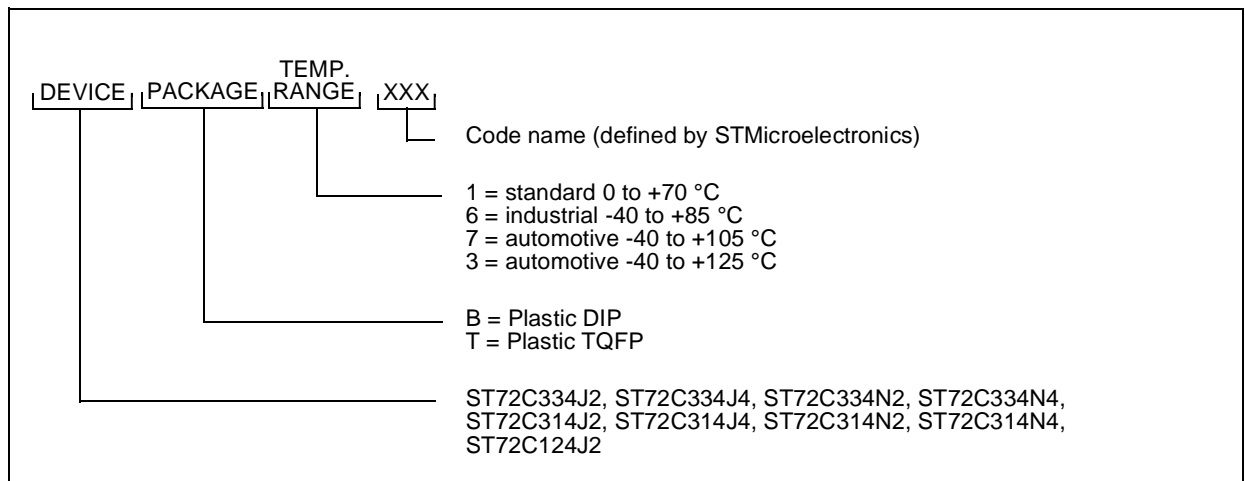 TEMP.
DEVICE PACKAGE RANGE XXX
Code name (defined by STMicroelectronics)
1 = standard 0 to +70 °C
6 = industrial -40 to +85 °C
7 = automotive -40 to +105 °C
3 = automotive -40 to +125 °C
B = Plastic DIP
T = Plastic TQFP
ST72C334J2, ST72C334J4, ST72C334N2, ST72C334N4,
ST72C314J2, ST72C314J4, ST72C314N2, ST72C314N4,
ST72C124J2